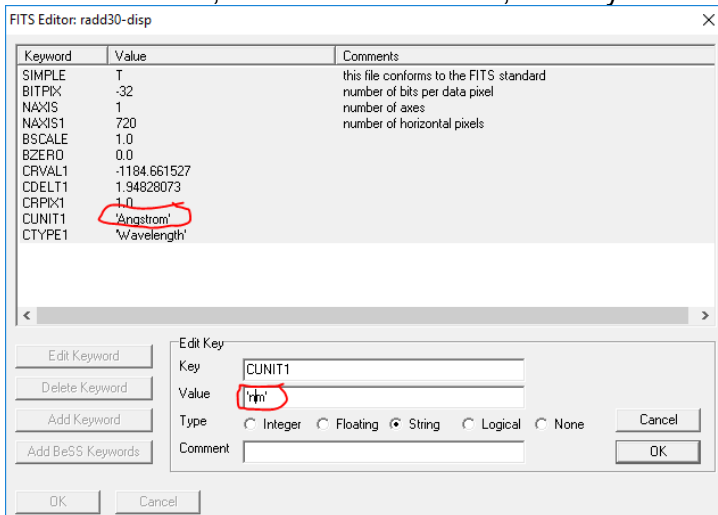 FITS Editor: radd30-disp
Keyword Value Comments
SIMPLE T this file conforms to the FITS standard
BITPIX -32 number of bits per data pixel
NAXIS 1 number of axes
NAXIS1 720 number of horizontal pixels
BSCALE 1.0
BZERO 0.0
CRVAL1 -1184.661527
CDELT1 1.94828073
CRPIX1 1.0
CUNIT1 'Angstrom'
CTYPE1 'Wavelength'
Edit Keyword
Delete Keyword
Add Keyword
Add BeSS Keywords
Edit Key
Key CUNIT1
Value 'nm'
Type Integer Floating String Logical None
Comment
Cancel
OK
OK Cancel